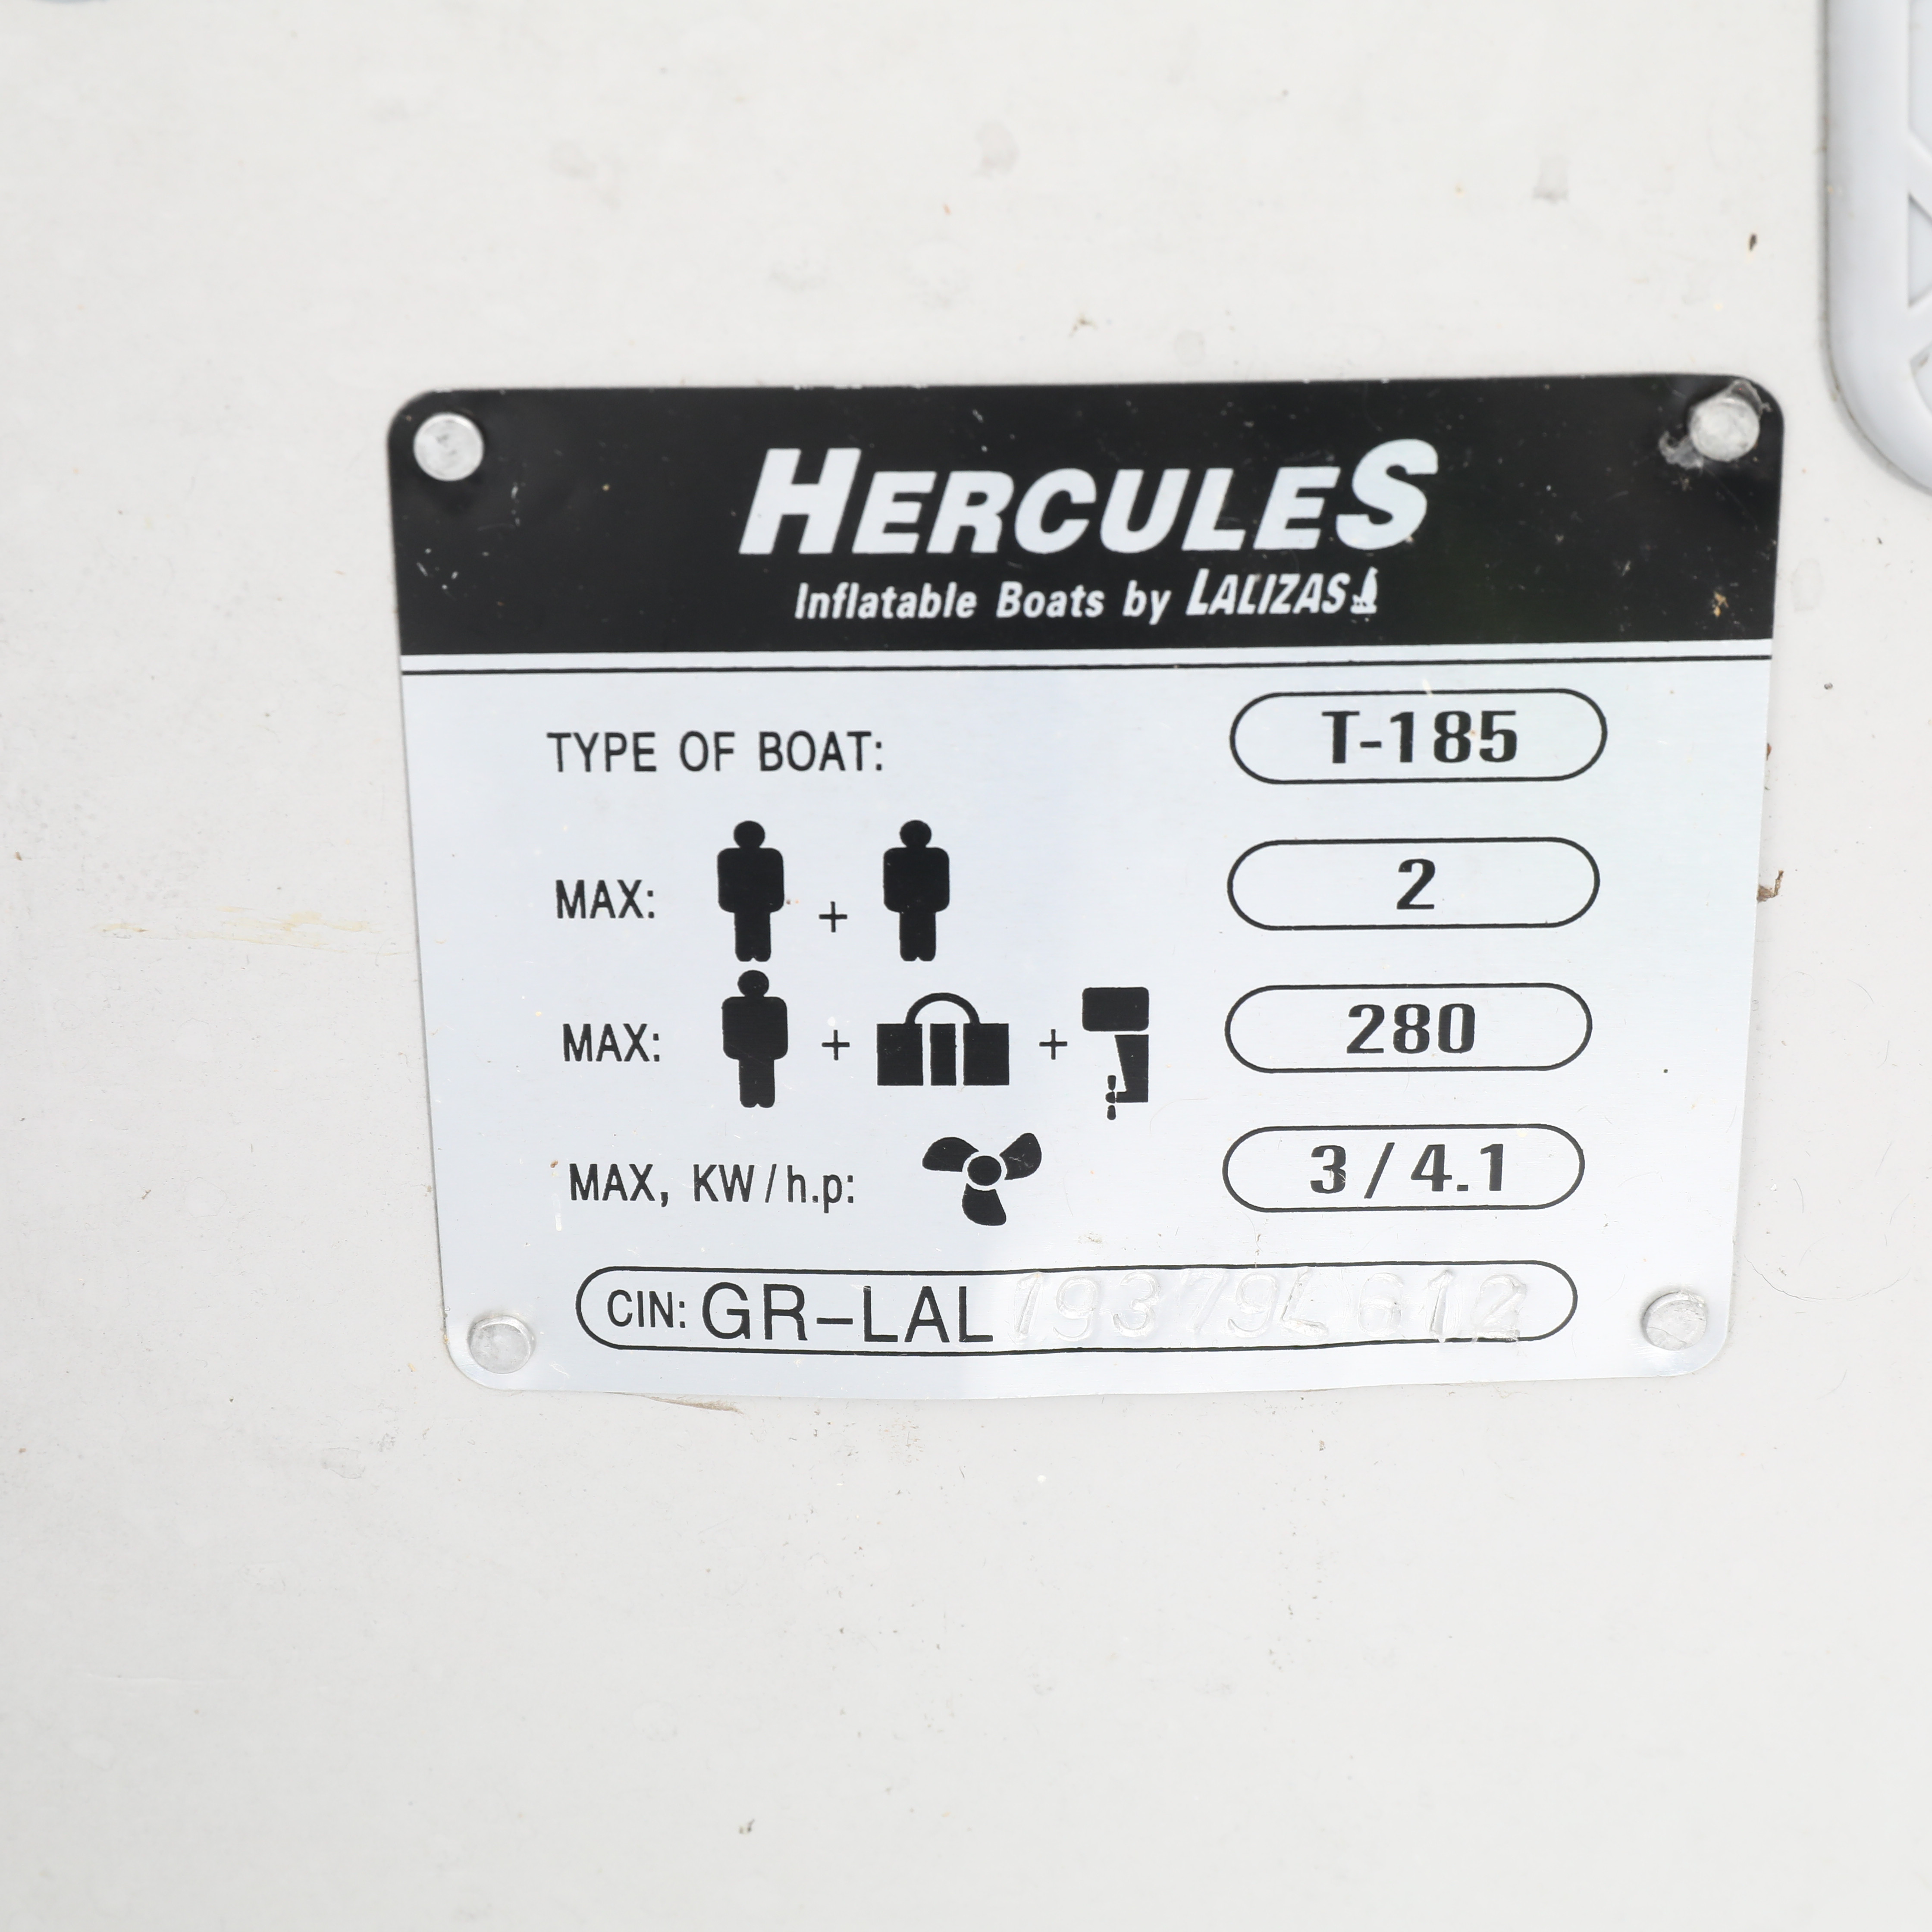 HERCULES
Inflatable Boats by LALIZAS
TYPE OF BOAT: T-185
MAX: + 2
MAX: + + 280
MAX, KW/h.p: 3/4.1
CIN: GR-LAL 19379L612